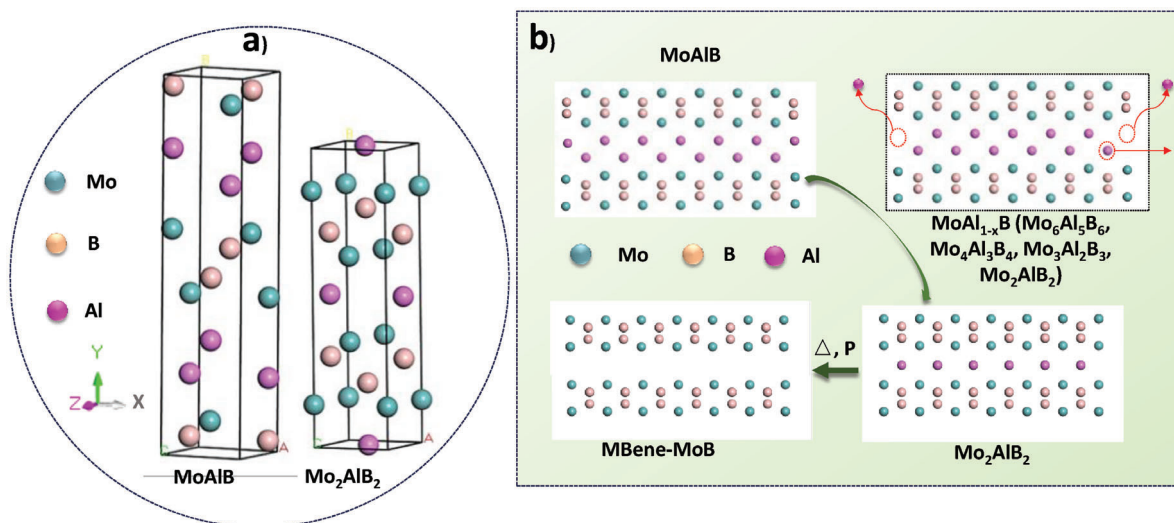 a)
B
B
Mo
B
Al
Y
Z
X
C
A
C
A
MoAlB
Mo₂AlB₂
b)
MoAlB
MoAl₁₋ₓB (Mo₆Al₅B₆,
Mo₄Al₃B₄, Mo₃Al₂B₃,
Mo₂AlB₂)
Mo
B
Al
△, P
MBene-MoB
Mo₂AlB₂